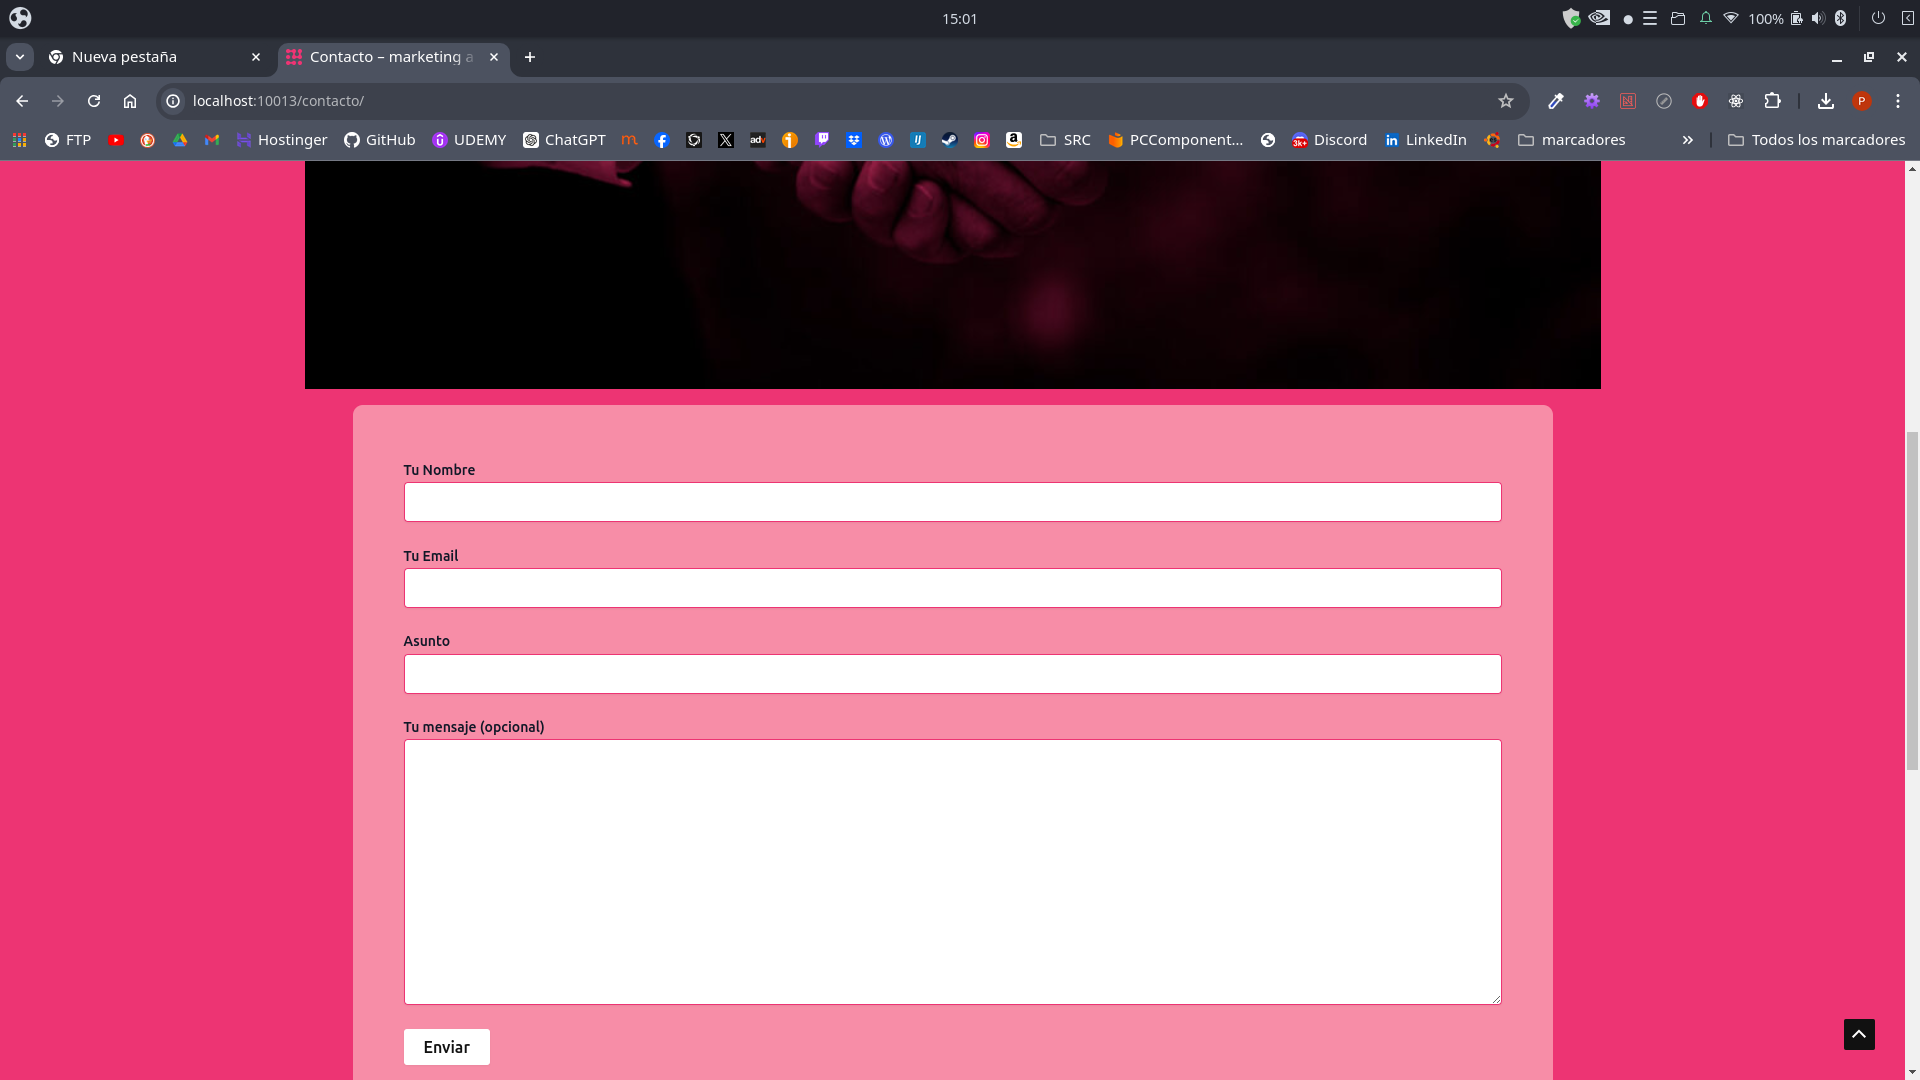 15:01
100%
Nueva pestaña
Contacto – marketing a
localhost:10013/contacto/
FTP
Hostinger
GitHub
UDEMY
ChatGPT
SRC
PCComponent...
3k+
Discord
LinkedIn
marcadores
Todos los marcadores
Tu Nombre
Tu Email
Asunto
Tu mensaje (opcional)
Enviar